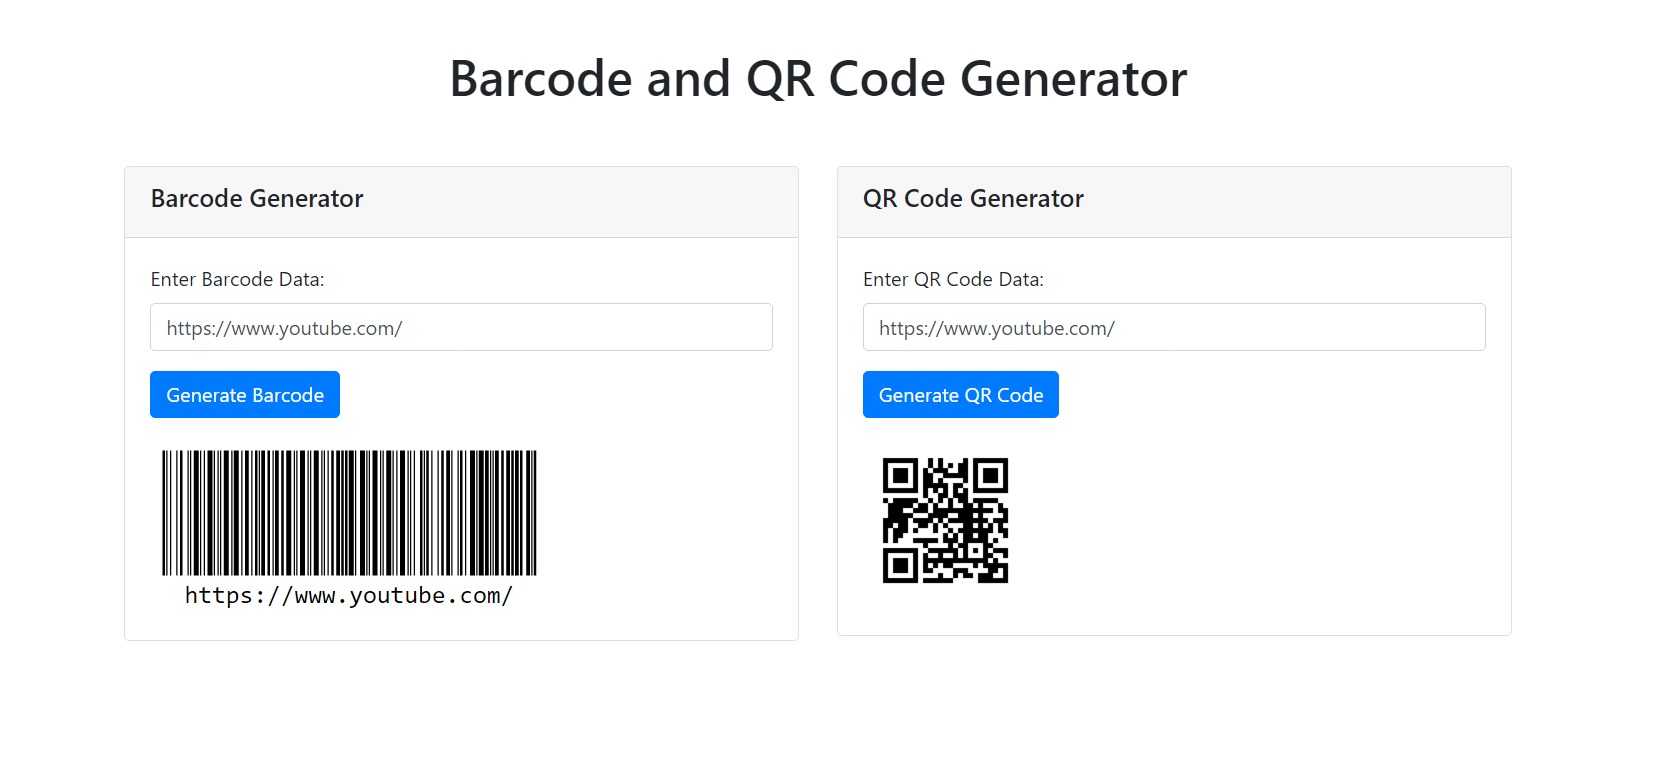 Barcode and QR Code Generator
Barcode Generator
Enter Barcode Data:
https://www.youtube.com/
Generate Barcode
https://www.youtube.com/
QR Code Generator
Enter QR Code Data:
https://www.youtube.com/
Generate QR Code